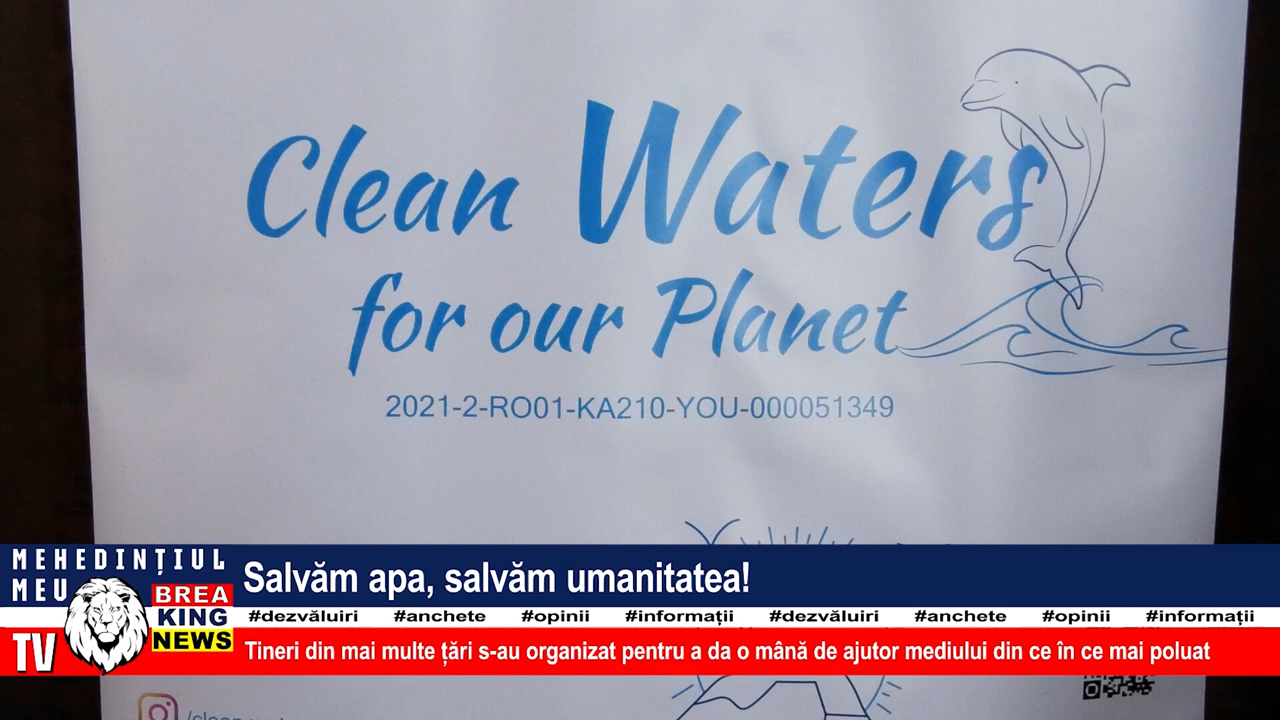 Clean Waters
for our Planet
2021-2-RO01-KA210-YOU-000051349
MEHEDINȚIUL
MEU
TV
BREA
KING
NEWS
Salvăm apa, salvăm umanitatea!
#dezvăluiri #anchete #opinii #informații #dezvăluiri #anchete #opinii #informații
Tineri din mai multe țări s-au organizat pentru a da o mână de ajutor mediului din ce în ce mai poluat